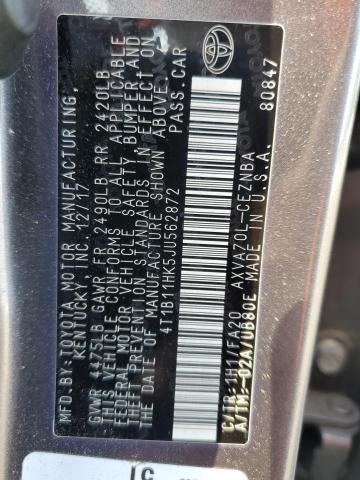 MFD.BY:TOYOTA MOTOR MANUFACTURING,
KENTUCKY, INC. 12/17
GVWR 4475LB GAWR FR 2490LB RR 2420LB
THIS VEHICLE CONFORMS TO ALL APPLICABLE
FEDERAL MOTOR VEHICLE SAFETY, BUMPER, AND
THEFT PREVENTION STANDARDS IN EFFECT ON
THE DATE OF MANUFACTURE SHOWN ABOVE.
4T1B11HK5JU562872 PASS.CAR
C/TR:1H1/FA20 AXVA70L-CEZNBA
A/TM:-02A/UB80E MADE IN U.S.A.
80847